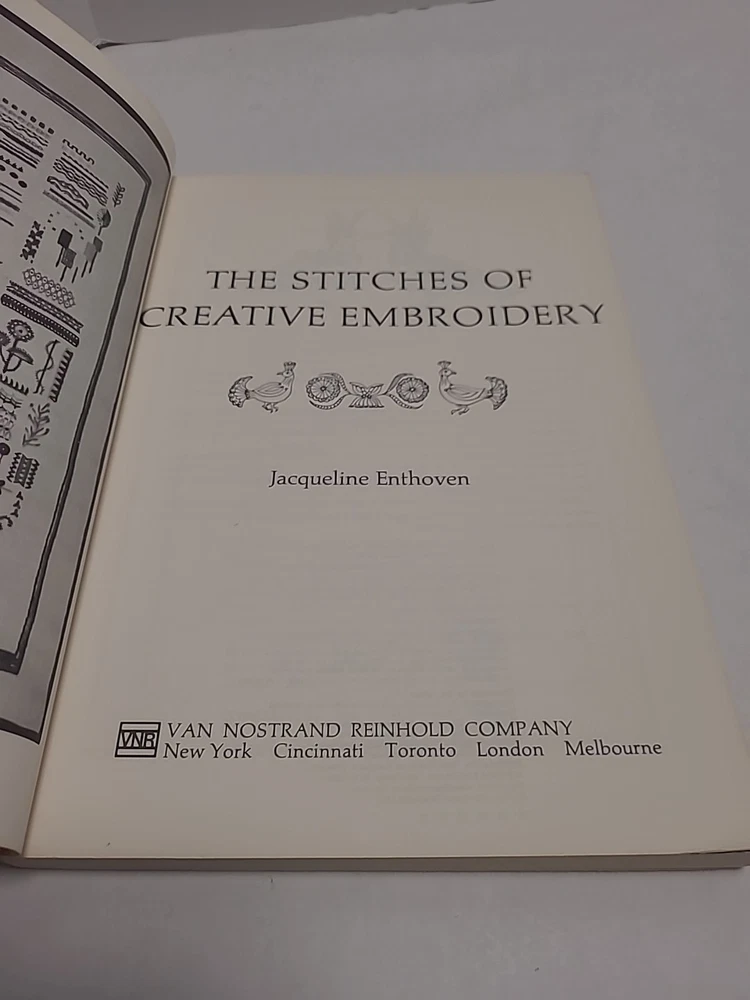 THE STITCHES OF
CREATIVE EMBROIDERY
Jacqueline Enthoven
VNR
VAN NOSTRAND REINHOLD COMPANY
New York Cincinnati Toronto London Melbourne